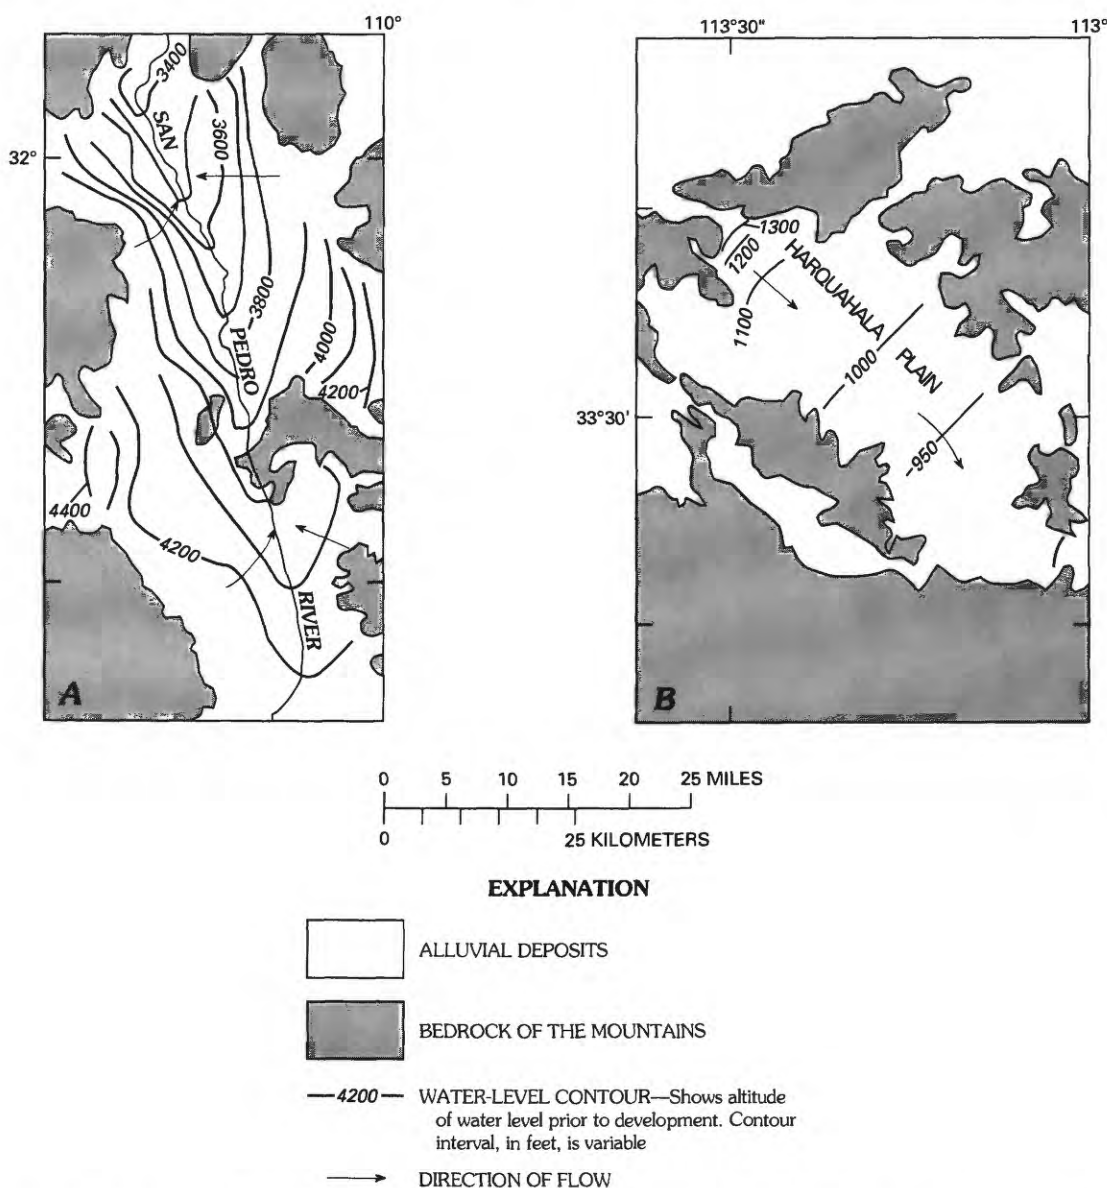 110°
32°
3400
SAN
3600
PEDRO
3800
4000
4200
4400
4200
RIVER
A
113°30"
113°
33°30'
1300
1200
1100
HARQUAHALA
PLAIN
1000
950
B
0 5 10 15 20 25 MILES
0 25 KILOMETERS
EXPLANATION
ALLUVIAL DEPOSITS
BEDROCK OF THE MOUNTAINS
—4200— WATER-LEVEL CONTOUR—Shows altitude
of water level prior to development. Contour
interval, in feet, is variable
DIRECTION OF FLOW